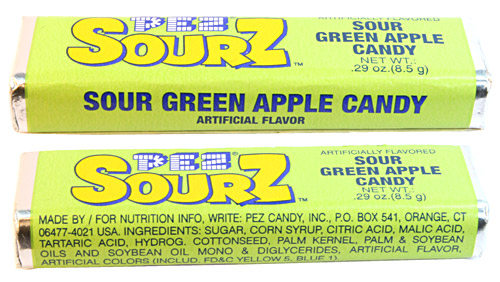 PEZ
SOURZ™
ARTIFICIALLY FLAVORED
SOUR
GREEN APPLE
CANDY
NET WT.
.29 oz.(8.5 g)
SOUR GREEN APPLE CANDY
ARTIFICIAL FLAVOR
PEZ®
SOURZ™
ARTIFICIALLY FLAVORED
SOUR
GREEN APPLE
CANDY
NET WT.
.29 oz.(8.5 g)
MADE BY / FOR NUTRITION INFO, WRITE: PEZ CANDY, INC., P.O. BOX 541, ORANGE, CT
06477-4021 USA. INGREDIENTS: SUGAR, CORN SYRUP, CITRIC ACID, MALIC ACID,
TARTARIC ACID, HYDROG. COTTONSEED, PALM KERNEL, PALM & SOYBEAN
OILS AND SOYBEAN OIL MONO & DIGLYCERIDES, ARTIFICIAL FLAVOR,
ARTIFICIAL COLORS (INCLUD. FD&C YELLOW 5, BLUE 1).